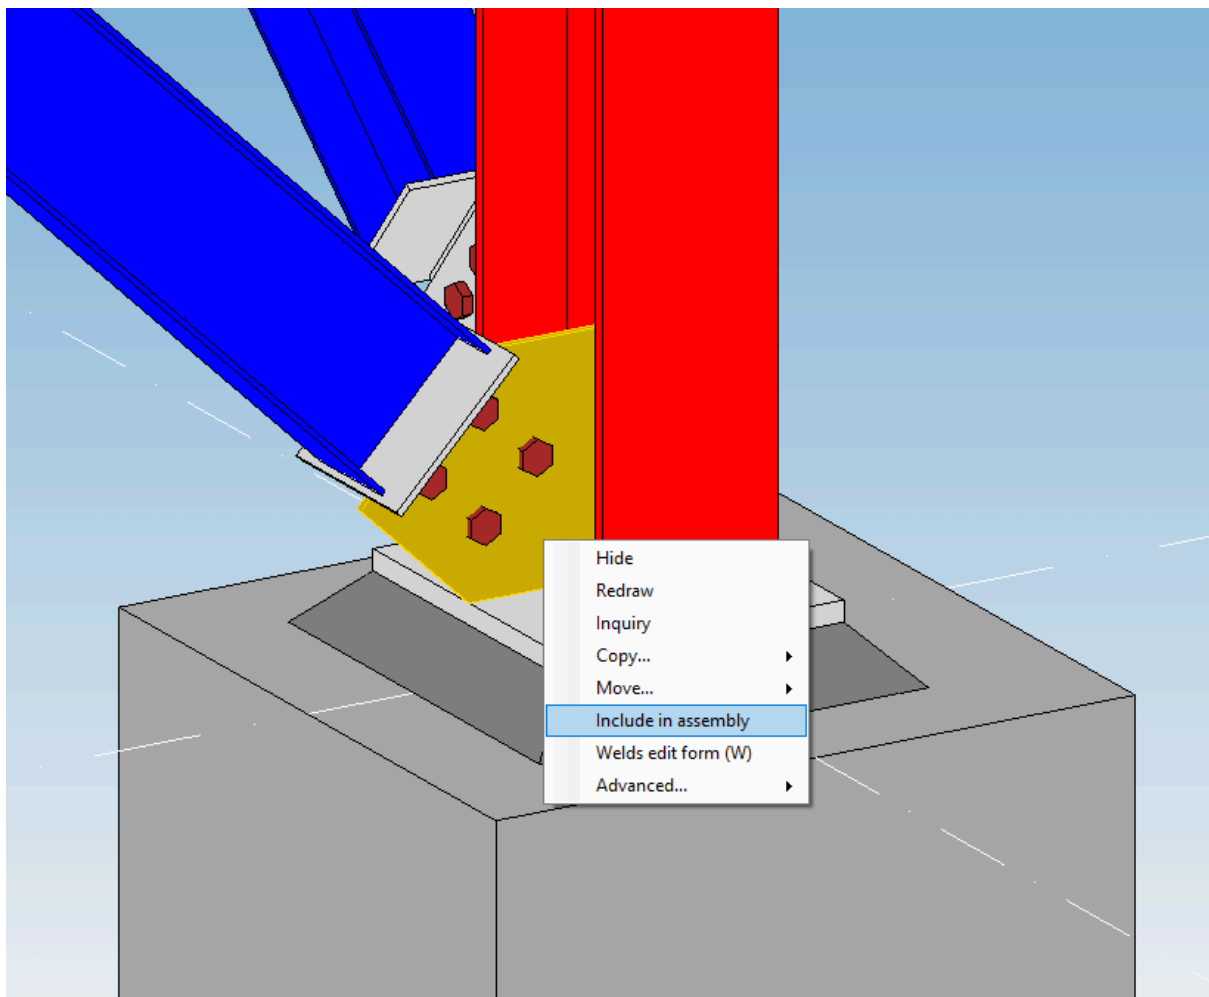 Hide
Redraw
Inquiry
Copy...
Move...
Include in assembly
Welds edit form (W)
Advanced...